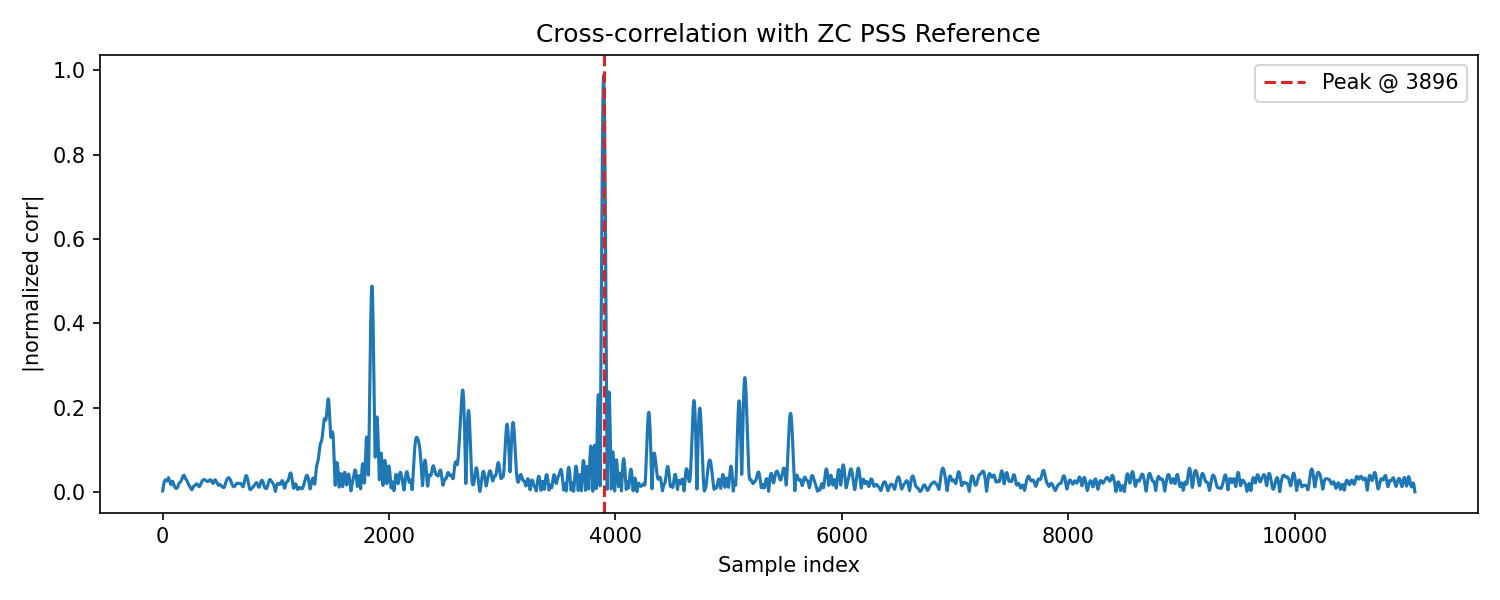 Cross-correlation with ZC PSS Reference
Peak @ 3896
1.0
0.8
0.6
0.4
0.2
0.0
|normalized corr|
0 2000 4000 6000 8000 10000
Sample index